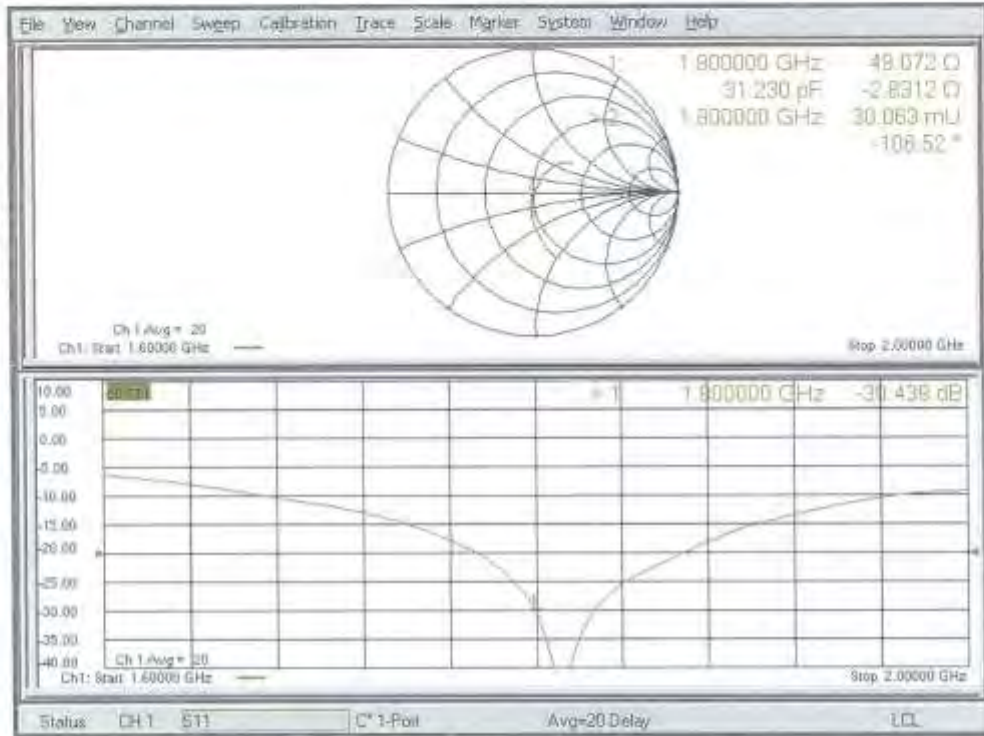 File View Channel Sweep Calibration Trace Scale Marker System Window Help
1: 1.800000 GHz 49.072 Ω
31.230 pF -2.8312 Ω
1.800000 GHz 30.063 mU
-106.52 °
Ch 1 Avg = 20
Ch1: Start 1.60000 GHz
Stop 2.00000 GHz
10.00
5.00
0.00
-5.00
-10.00
-15.00
-20.00
-25.00
-30.00
-35.00
-40.00
> 1: 1.800000 GHz -30.438 dB
1
Ch 1 Avg = 20
Ch1: Start 1.60000 GHz
Stop 2.00000 GHz
Status CH 1: S11 C* 1-Port Avg=20 Delay LCL